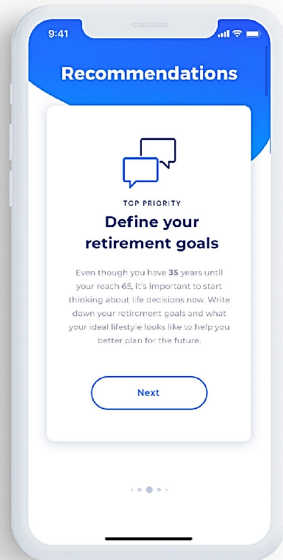 9:41
Recommendations
TOP PRIORITY
Define your
retirement goals
Even though you have 35 years until
your reach 65, it's important to start
thinking about life decisions now. Write
down your retirement goals and what
your ideal lifestyle looks like to help you
better plan for the future.
Next